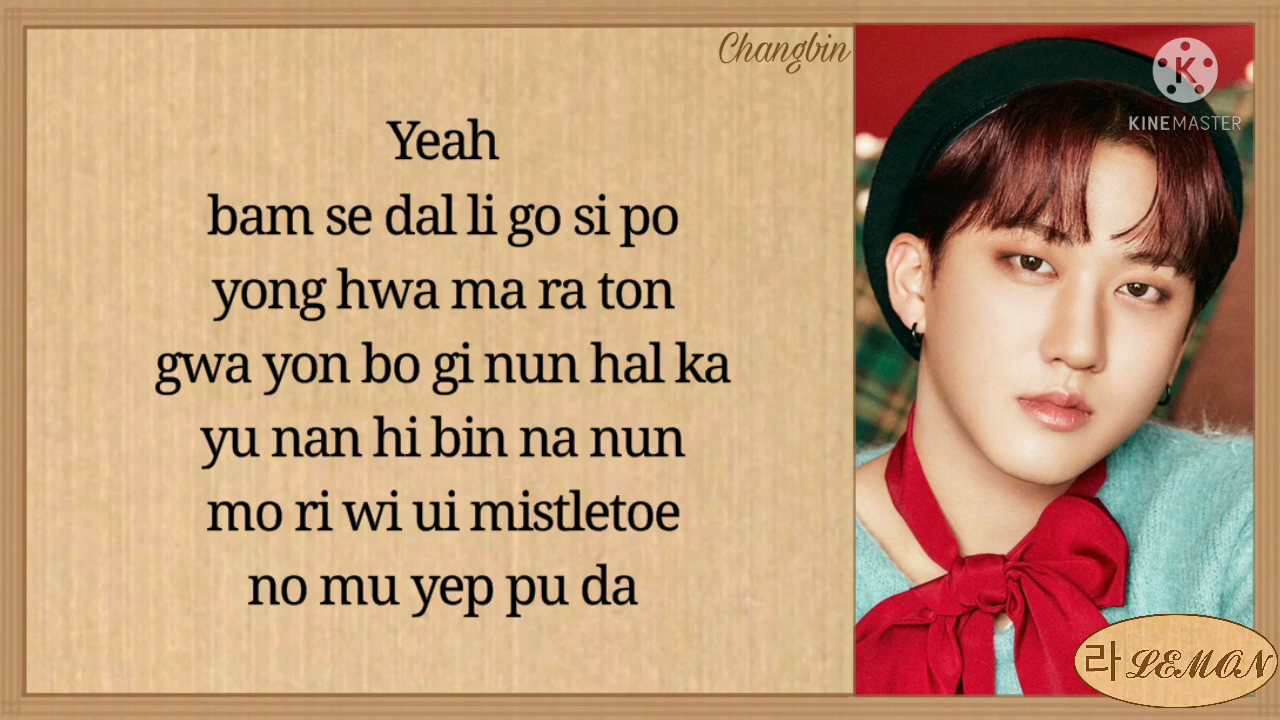 Changbin
KINEMASTER
Yeah
bam se dal li go si po
yong hwa ma ra ton
gwa yon bo gi nun hal ka
yu nan hi bin na nun
mo ri wi ui mistletoe
no mu yep pu da
라 LEMON